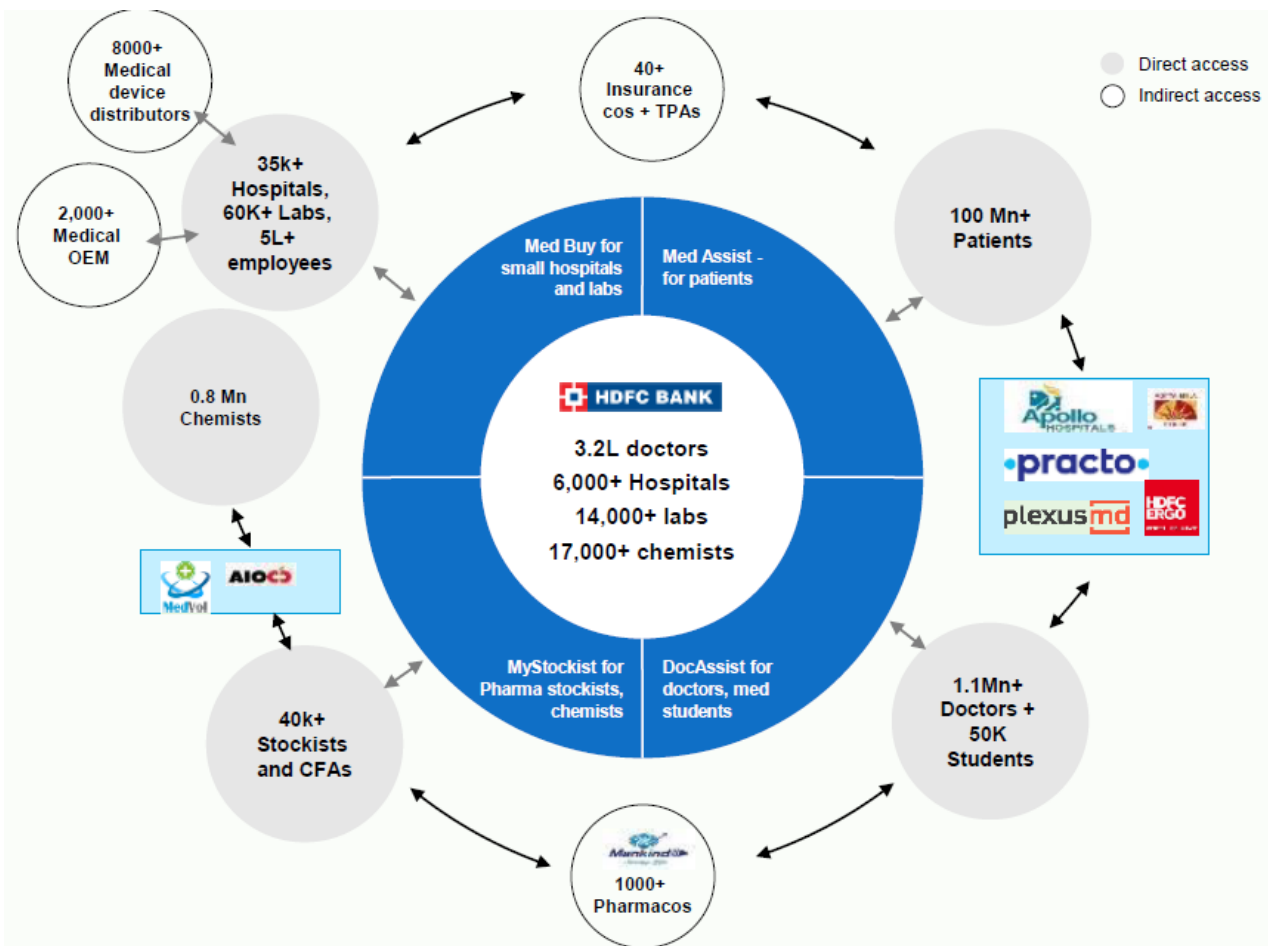 8000+
Medical
device
distributors
40+
Insurance
cos + TPAs
Direct access
Indirect access
35k+
Hospitals,
60K+ Labs,
5L+
employees
2,000+
Medical
OEM
100 Mn+
Patients
Med Buy for
small hospitals
and labs
Med Assist -
for patients
0.8 Mn
Chemists
HDFC BANK
3.2L doctors
6,000+ Hospitals
14,000+ labs
17,000+ chemists
Apollo
HOSPITALS
practo
plexusmd
HDFC
ERGO
MedVol
AIOCD
MyStockist for
Pharma stockists,
chemists
DocAssist for
doctors, med
students
40k+
Stockists
and CFAs
1.1Mn+
Doctors +
50K
Students
Mankind
1000+
Pharmacos